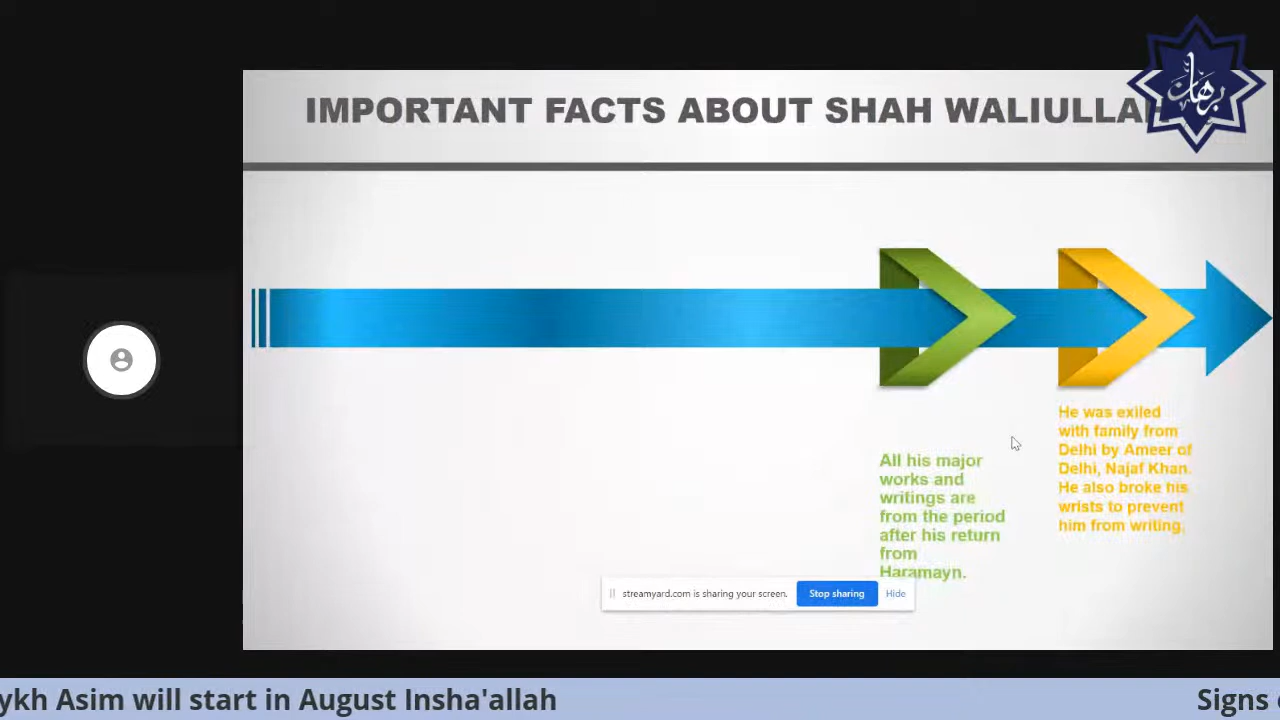 IMPORTANT FACTS ABOUT SHAH
برهان
He was exiled
with family from
Delhi by Ameer of
Delhi, Najaf Khan.
He also broke his
wrists to prevent
him from writing.
All his major
works and
writings are
from the period
after his return
from
Haramayn.
streamyard.com is sharing your screen.
Stop sharing
Hide
Asim will start in August Insha'allah
Signs